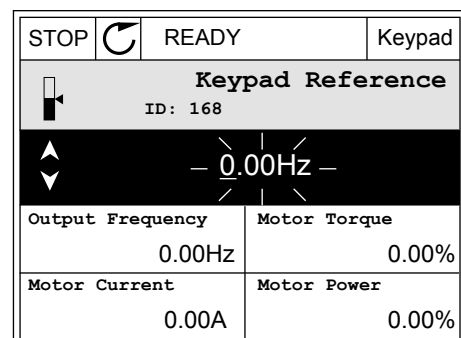 STOP READY Keypad
Keypad Reference
ID: 168
0.00Hz
Output Frequency Motor Torque
0.00Hz 0.00%
Motor Current Motor Power
0.00A 0.00%